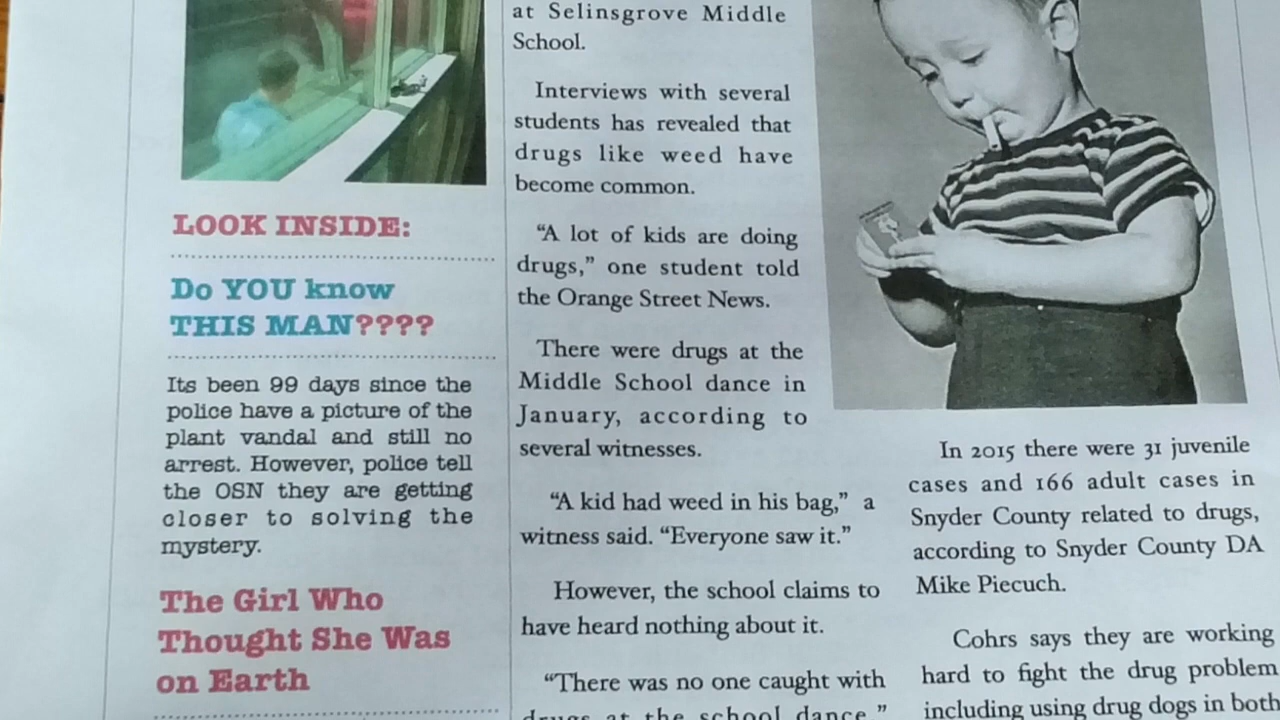 LOOK INSIDE:
Do YOU know
THIS MAN????
Its been 99 days since the
police have a picture of the
plant vandal and still no
arrest. However, police tell
the OSN they are getting
closer to solving the
mystery.
The Girl Who
Thought She Was
on Earth
at Selinsgrove Middle
School.
Interviews with several
students has revealed that
drugs like weed have
become common.
“A lot of kids are doing
drugs,” one student told
the Orange Street News.
There were drugs at the
Middle School dance in
January, according to
several witnesses.
“A kid had weed in his bag,” a
witness said. “Everyone saw it.”
However, the school claims to
have heard nothing about it.
“There was no one caught with
drugs at the school dance,”
In 2015 there were 31 juvenile
cases and 166 adult cases in
Snyder County related to drugs,
according to Snyder County DA
Mike Piecuch.
Cohrs says they are working
hard to fight the drug problem
including using drug dogs in both